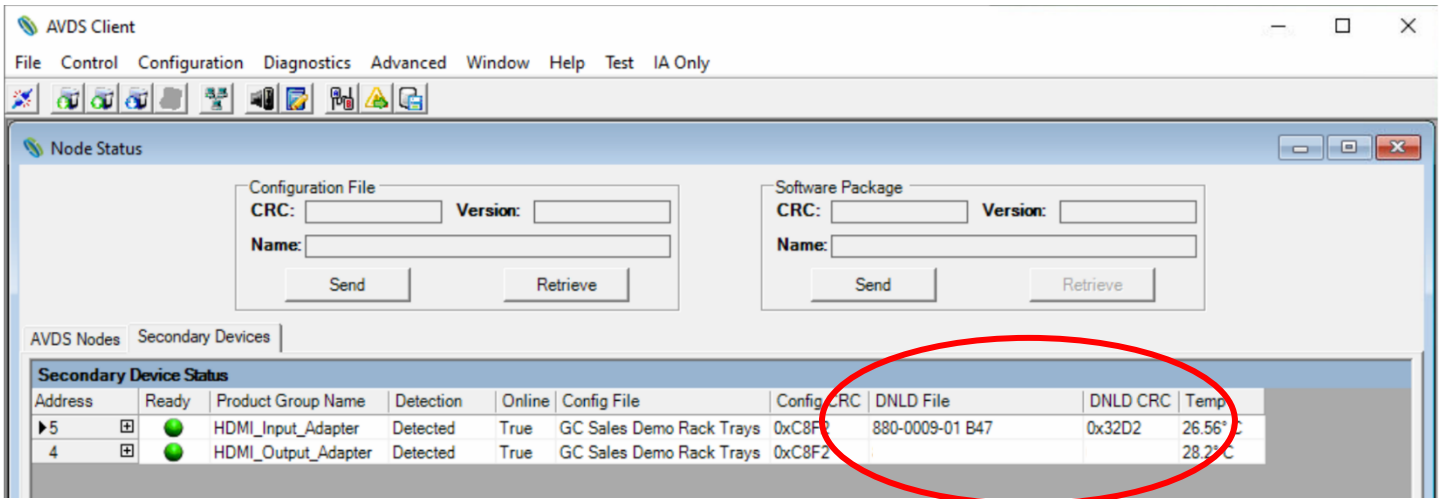 AVDS Client
File Control Configuration Diagnostics Advanced Window Help Test IA Only
Node Status
Configuration File
CRC: Version:
Name:
Send Retrieve
Software Package
CRC: Version:
Name:
Send Retrieve
AVDS Nodes Secondary Devices
Secondary Device Status
Address Ready Product Group Name Detection Online Config File Config CRC DNLD File DNLD CRC Temp
5 HDMI_Input_Adapter Detected True GC Sales Demo Rack Trays 0xC8F2 880-0009-01 B47 0x32D2 26.56° C
4 HDMI_Output_Adapter Detected True GC Sales Demo Rack Trays 0xC8F2 28.2° C